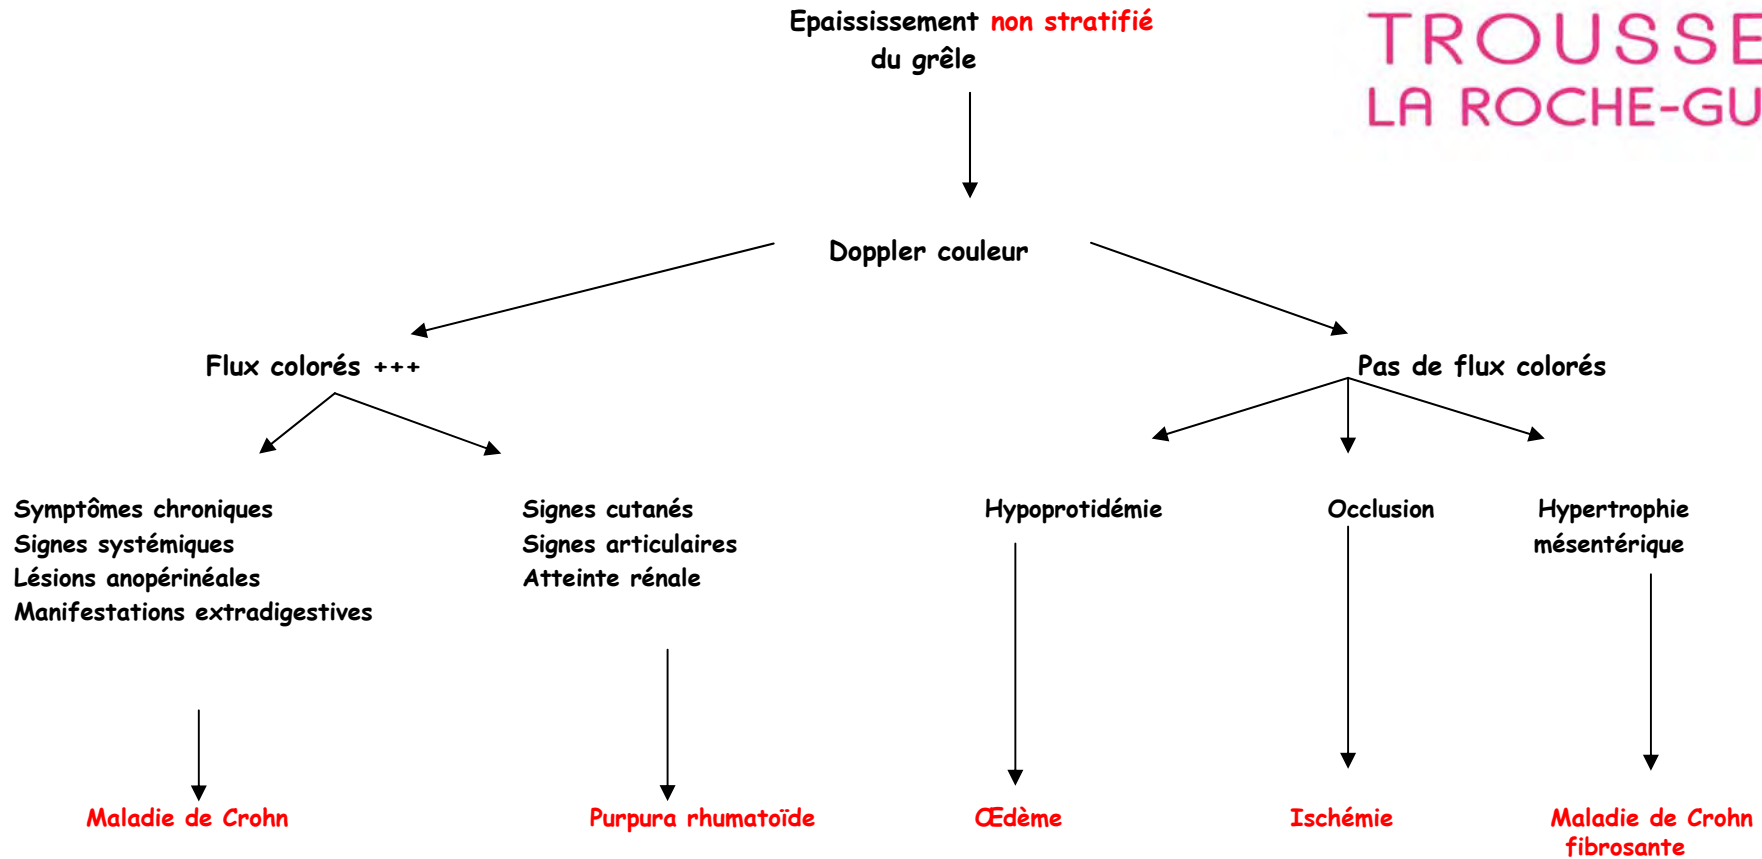 Epaississement non stratifié
du grêle
TROUSSE
LA ROCHE-GU
Doppler couleur
Flux colorés +++
Pas de flux colorés
Symptômes chroniques
Signes systémiques
Lésions anopérinéales
Manifestations extradigestives
Signes cutanés
Signes articulaires
Atteinte rénale
Hypoprotidémie
Occlusion
Hypertrophie
mésentérique
Maladie de Crohn
Purpura rhumatoïde
Œdème
Ischémie
Maladie de Crohn
fibrosante